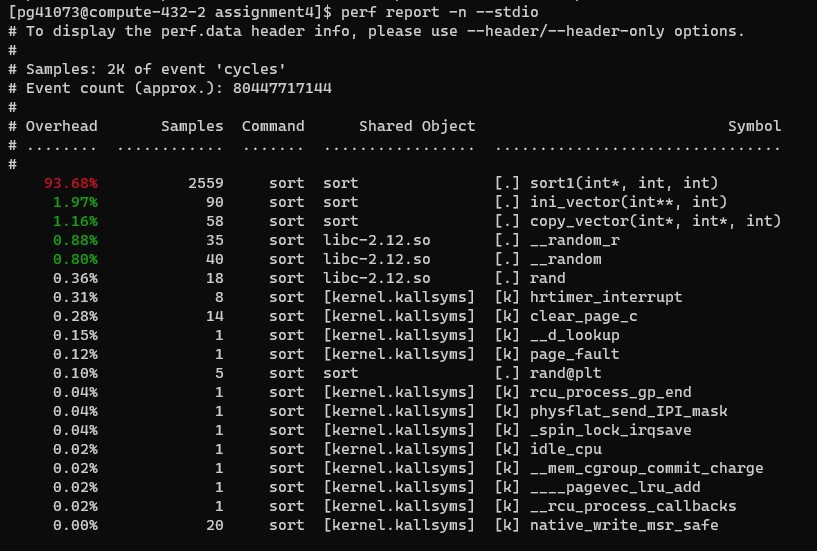 [pg41073@compute-432-2 assignment4]$ perf report -n --stdio
# To display the perf.data header info, please use --header/--header-only options.
#
# Samples: 2K of event 'cycles'
# Event count (approx.): 80447717144
#
# Overhead       Samples  Command      Shared Object                            Symbol
# ........  ............  .......  .................  ................................
#
    93.68%          2559     sort  sort               [.] sort1(int*, int, int)
     1.97%            90     sort  sort               [.] ini_vector(int**, int)
     1.16%            58     sort  sort               [.] copy_vector(int*, int*, int)
     0.88%            35     sort  libc-2.12.so       [.] __random_r
     0.80%            40     sort  libc-2.12.so       [.] __random
     0.36%            18     sort  libc-2.12.so       [.] rand
     0.31%             8     sort  [kernel.kallsyms]  [k] hrtimer_interrupt
     0.28%            14     sort  [kernel.kallsyms]  [k] clear_page_c
     0.15%             1     sort  [kernel.kallsyms]  [k] __d_lookup
     0.12%             1     sort  [kernel.kallsyms]  [k] page_fault
     0.10%             5     sort  sort               [.] rand@plt
     0.04%             1     sort  [kernel.kallsyms]  [k] rcu_process_gp_end
     0.04%             1     sort  [kernel.kallsyms]  [k] physflat_send_IPI_mask
     0.04%             1     sort  [kernel.kallsyms]  [k] _spin_lock_irqsave
     0.02%             1     sort  [kernel.kallsyms]  [k] idle_cpu
     0.02%             1     sort  [kernel.kallsyms]  [k] __mem_cgroup_commit_charge
     0.02%             1     sort  [kernel.kallsyms]  [k] ____pagevec_lru_add
     0.02%             1     sort  [kernel.kallsyms]  [k] __rcu_process_callbacks
     0.00%            20     sort  [kernel.kallsyms]  [k] native_write_msr_safe